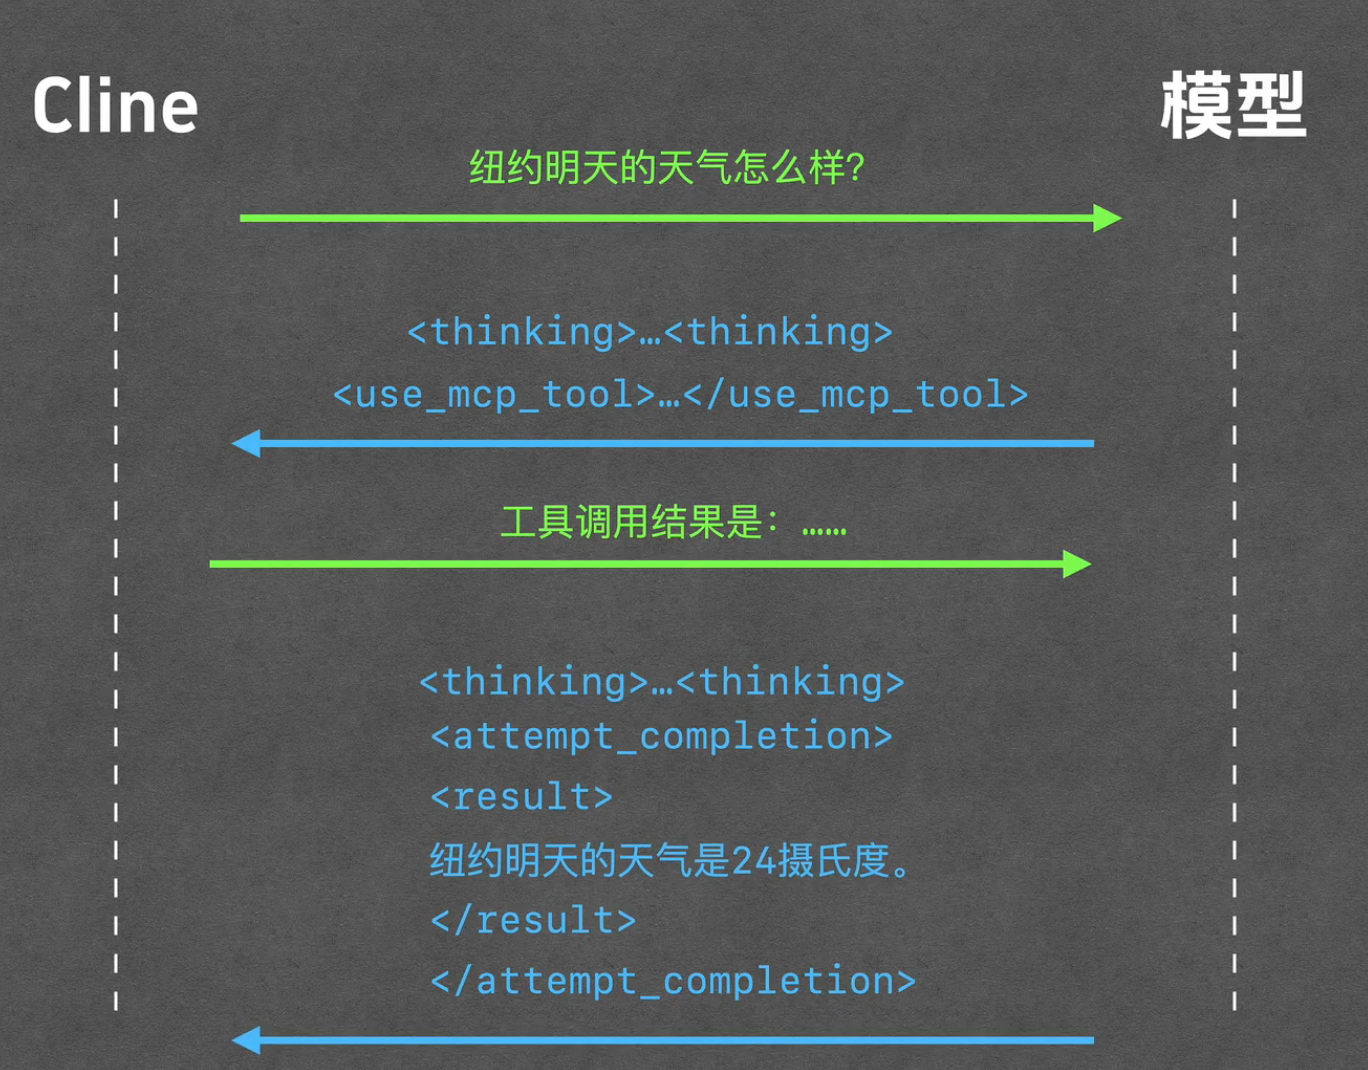 Cline
模型
纽约明天的天气怎么样？
<thinking>…<thinking>
<use_mcp_tool>…</use_mcp_tool>
工具调用结果是：……
<thinking>…<thinking>
<attempt_completion>
<result>
纽约明天的天气是24摄氏度。
</result>
</attempt_completion>